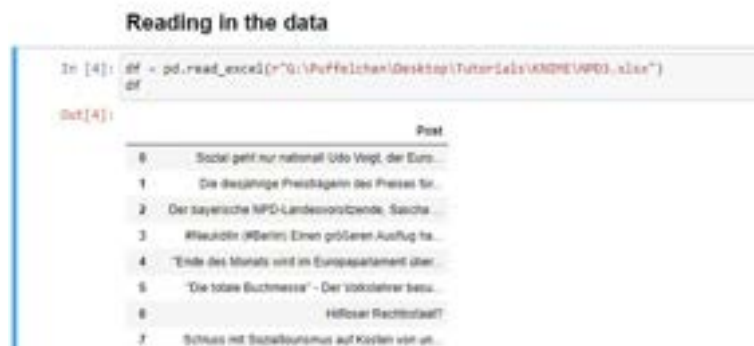 Reading in the data
In [4]: df = pd.read_excel(r"G:\Puffelchan\Desktop\Tutorials\KNIME\NPD3.xlsx")
df
Out[4]:
Post
0 Sozial geht nur national! Udo Voigt, der Euro...
1 Die diesjährige Preisträgerin des Preises für...
2 Der bayerische NPD-Landesvorsitzende, Sascha ...
3 #Neukölln (#Berlin) Einen größeren Ausflug ha...
4 "Ende des Monats wird im Europaparlament über...
5 "Die totale Buchmesse" - Der Volkslehrer besu...
6 Hilfloser Rechtsstaat?
7 Schluss mit Sozialtourismus auf Kosten von un...